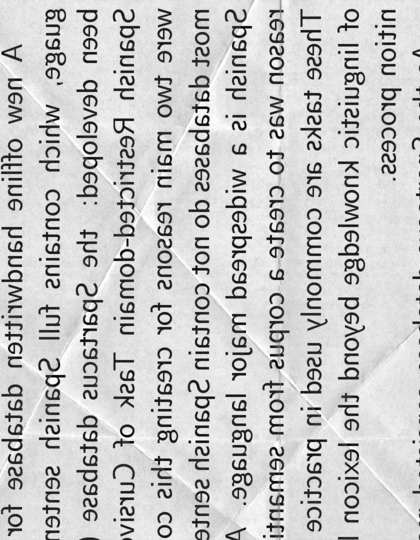 A new offline handwritten database for
guage, which contains full Spanish senten
been developed: the Spartacus database (
Spanish Restricted-domain Task of Cursive
were two main reasons for creating this co
most databases do not contain Spanish sente
Spanish is a widespread major language. A
reason was to create a corpus from semanti
These tasks are commonly used in practice
of linguistic knowledge beyond the lexicon l
nition process.